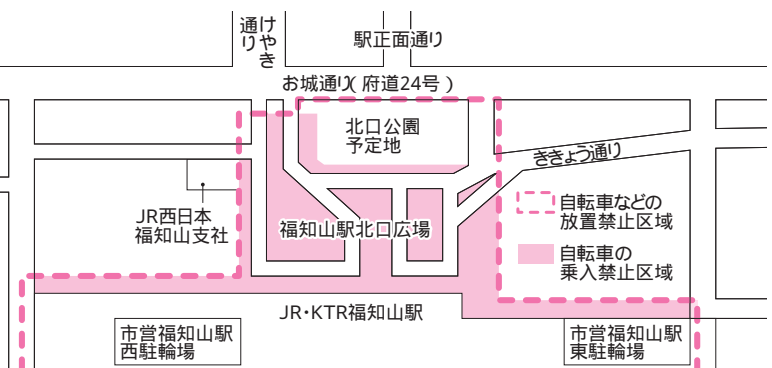 けやき
通り
駅正面通り
お城通り(府道24号)
北口公園
予定地
ききょう通り
JR西日本
福知山支社
福知山駅北口広場
自転車などの
放置禁止区域
自転車の
乗入禁止区域
JR・KTR福知山駅
市営福知山駅
西駐輪場
市営福知山駅
東駐輪場